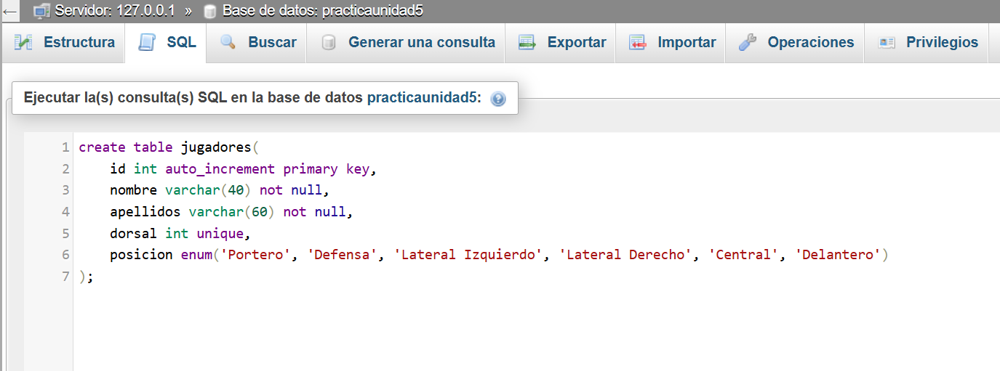 Servidor: 127.0.0.1 » Base de datos: practicaunidad5
Estructura SQL Buscar Generar una consulta Exportar Importar Operaciones Privilegios
Ejecutar la(s) consulta(s) SQL en la base de datos practicaunidad5:
1 create table jugadores(
2 id int auto_increment primary key,
3 nombre varchar(40) not null,
4 apellidos varchar(60) not null,
5 dorsal int unique,
6 posicion enum('Portero', 'Defensa', 'Lateral Izquierdo', 'Lateral Derecho', 'Central', 'Delantero')
7 );